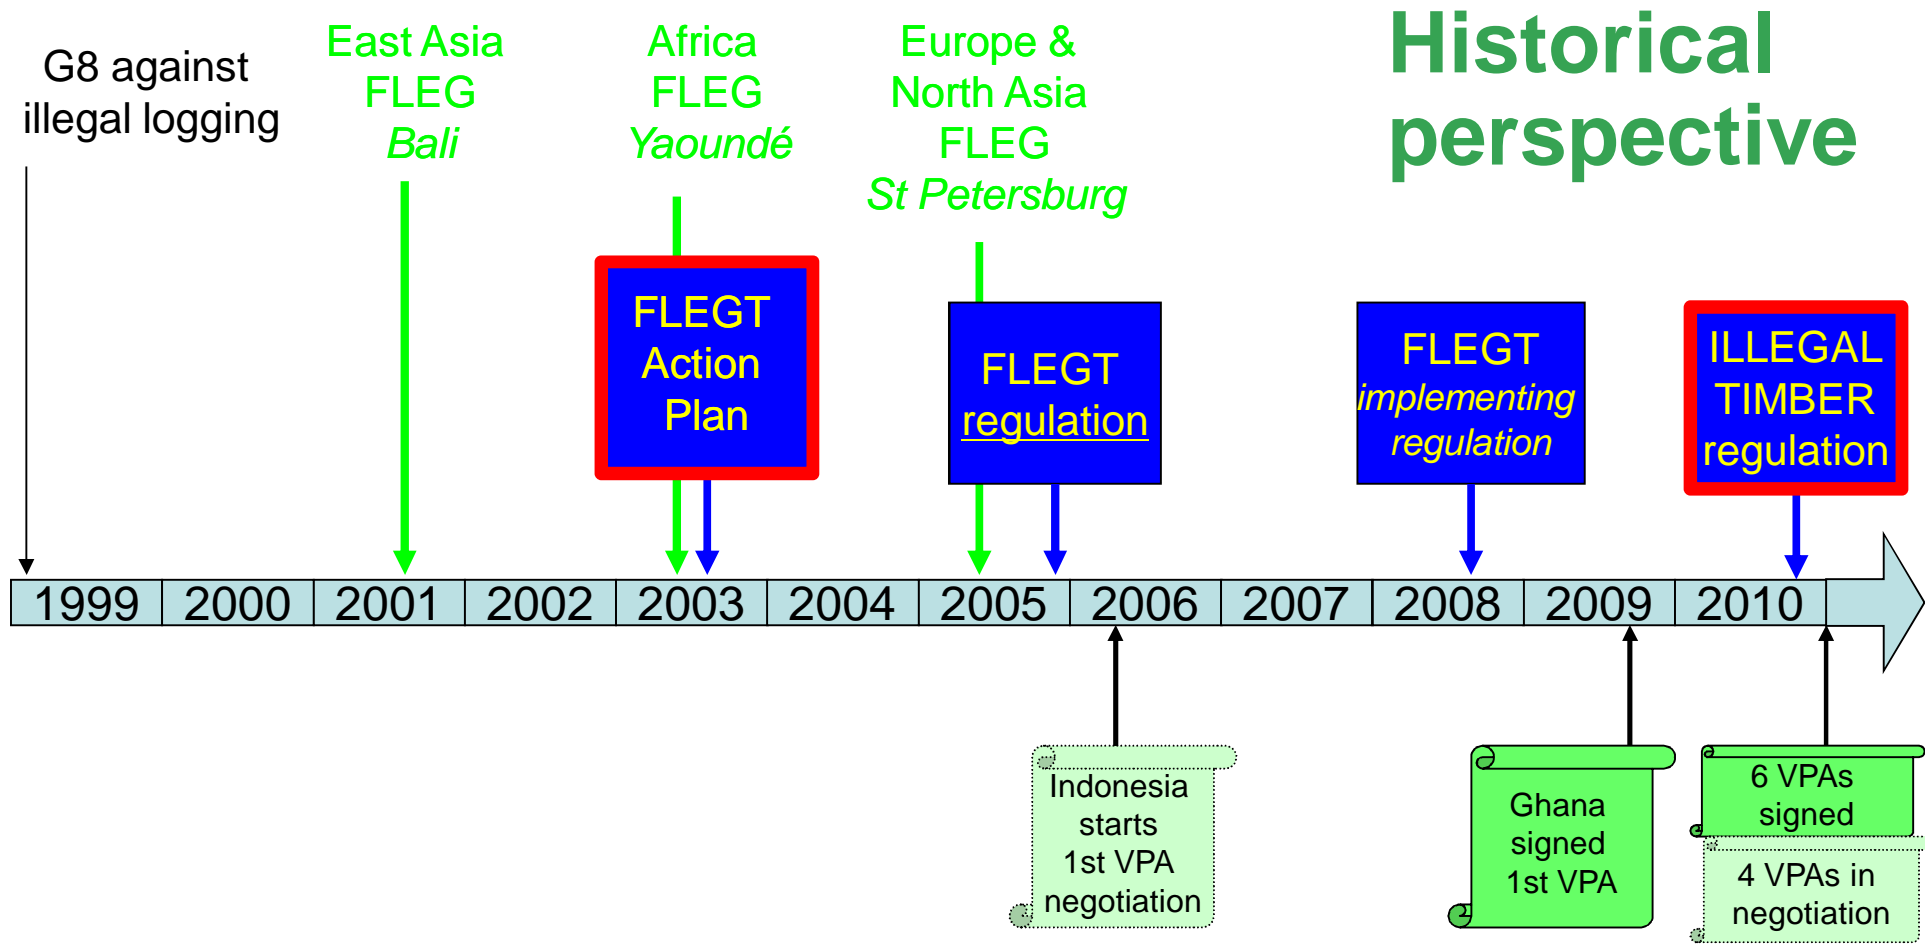 Historical
perspective
G8 against
illegal logging
East Asia
FLEG
Bali
Africa
FLEG
Yaoundé
Europe &
North Asia
FLEG
St Petersburg
FLEGT
Action
Plan
FLEGT
regulation
FLEGT
implementing
regulation
ILLEGAL
TIMBER
regulation
1999 2000 2001 2002 2003 2004 2005 2006 2007 2008 2009 2010
Indonesia
starts
1st VPA
negotiation
Ghana
signed
1st VPA
6 VPAs
signed
4 VPAs in
negotiation